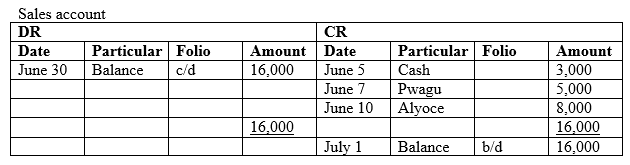 Sales account
DR CR
Date Particular Folio Amount Date Particular Folio Amount
June 30 Balance c/d 16,000 June 5 Cash 3,000
June 7 Pwagu 5,000
June 10 Alyoce 8,000
16,000 16,000
July 1 Balance b/d 16,000